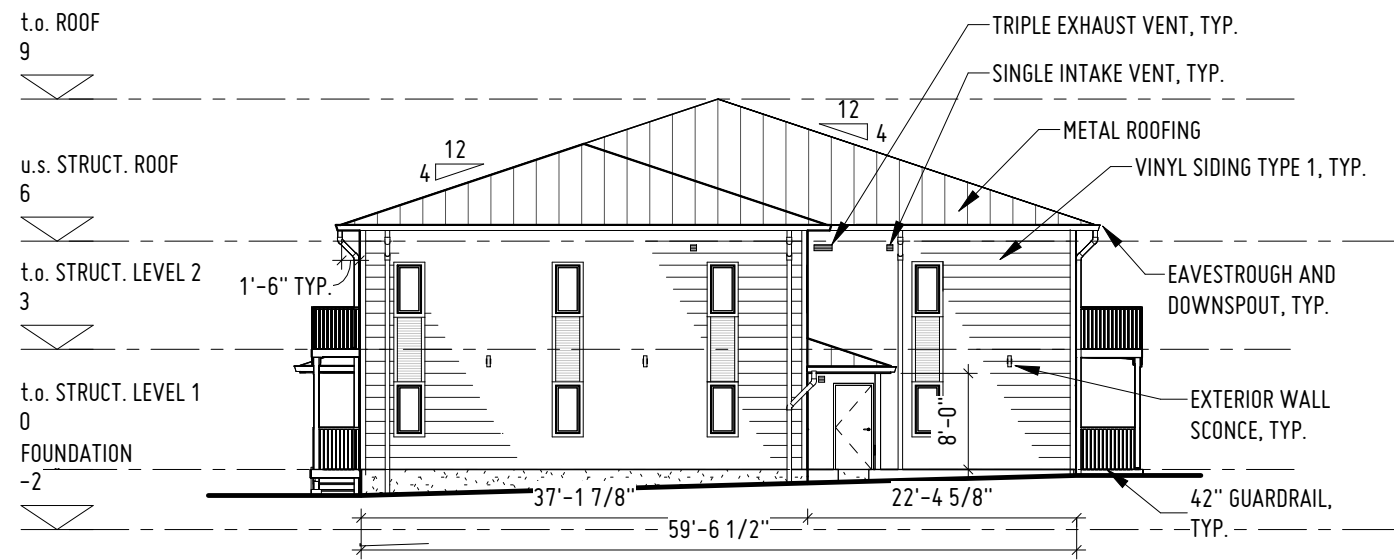 t.o. ROOF
9
u.s. STRUCT. ROOF
6
t.o. STRUCT. LEVEL 2
3
t.o. STRUCT. LEVEL 1
0
FOUNDATION
-2
12
4
12
4
1'-6" TYP.
8'-0"
37'-1 7/8"
22'-4 5/8"
59'-6 1/2"
TRIPLE EXHAUST VENT, TYP.
SINGLE INTAKE VENT, TYP.
METAL ROOFING
VINYL SIDING TYPE 1, TYP.
EAVESTROUGH AND
DOWNSPOUT, TYP.
EXTERIOR WALL
SCONCE, TYP.
42" GUARDRAIL,
TYP.